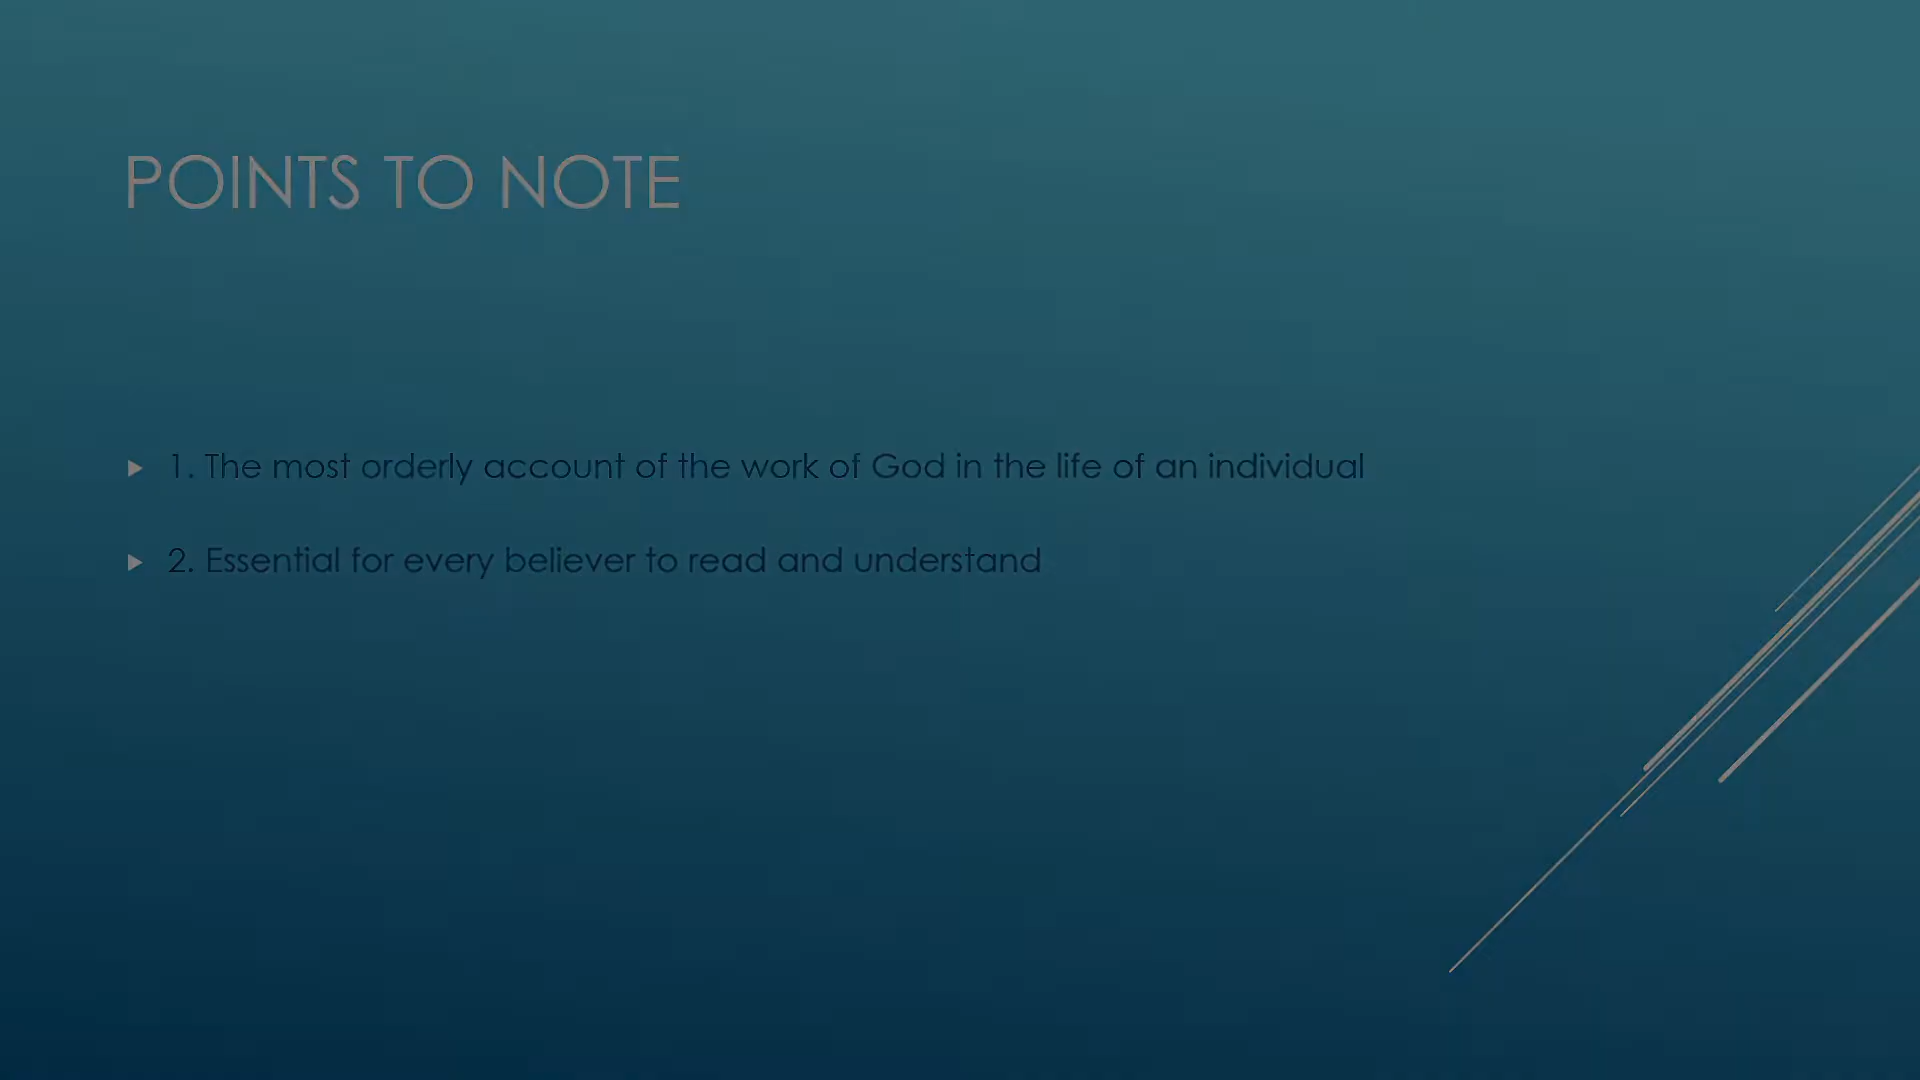 POINTS TO NOTE
1. The most orderly account of the work of God in the life of an individual
2. Essential for every believer to read and understand